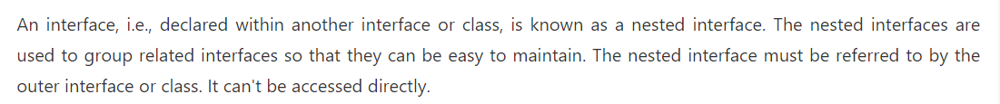 An interface, i.e., declared within another interface or class, is known as a nested interface. The nested interfaces are
used to group related interfaces so that they can be easy to maintain. The nested interface must be referred to by the
outer interface or class. It can't be accessed directly.